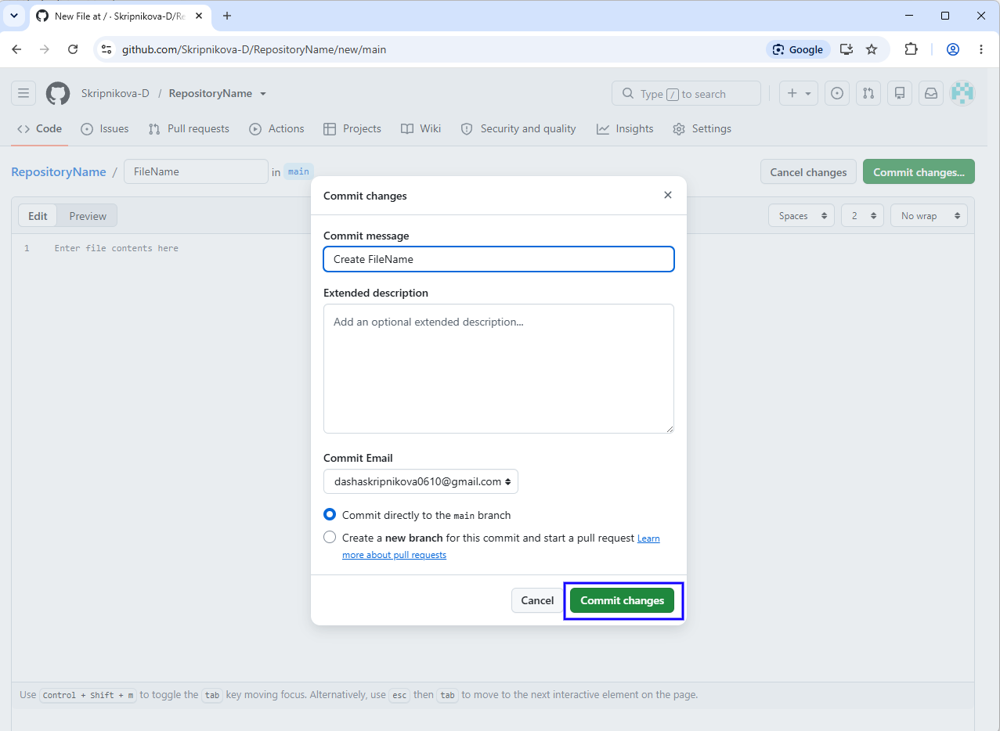 New File at / · Skripnikova-D/Re
github.com/Skripnikova-D/RepositoryName/new/main
Google
Skripnikova-D / RepositoryName
Type / to search
Code Issues Pull requests Actions Projects Wiki Security and quality Insights Settings
RepositoryName / FileName in main
Cancel changes Commit changes...
Edit Preview
Spaces 2 No wrap
1 Enter file contents here
Commit changes
Commit message
Create FileName
Extended description
Add an optional extended description...
Commit Email
dashaskripnikova0610@gmail.com
Commit directly to the main branch
Create a new branch for this commit and start a pull request Learn
more about pull requests
Cancel Commit changes
Use Control + Shift + m to toggle the tab key moving focus. Alternatively, use esc then tab to move to the next interactive element on the page.